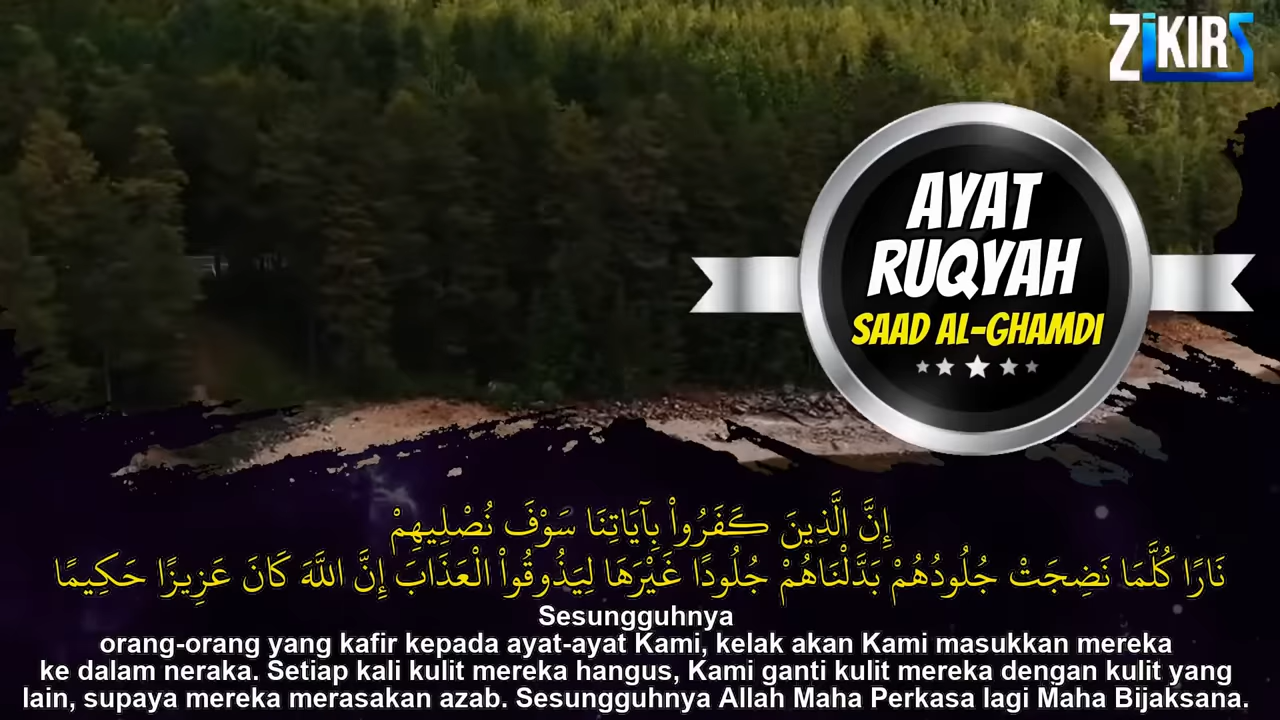 ZiKIRS
AYAT
RUQYAH
SAAD AL-GHAMDI
إِنَّ الَّذِينَ كَفَرُواْ بِآيَاتِنَا سَوْفَ نُصْلِيهِمْ
نَارًا كُلَّمَا نَضِجَتْ جُلُودُهُمْ بَدَّلْنَاهُمْ جُلُودًا غَيْرَهَا لِيَذُوقُواْ الْعَذَابَ إِنَّ اللَّهَ كَانَ عَزِيزًا حَكِيمًا
Sesungguhnya
orang-orang yang kafir kepada ayat-ayat Kami, kelak akan Kami masukkan mereka
ke dalam neraka. Setiap kali kulit mereka hangus, Kami ganti kulit mereka dengan kulit yang
lain, supaya mereka merasakan azab. Sesungguhnya Allah Maha Perkasa lagi Maha Bijaksana.